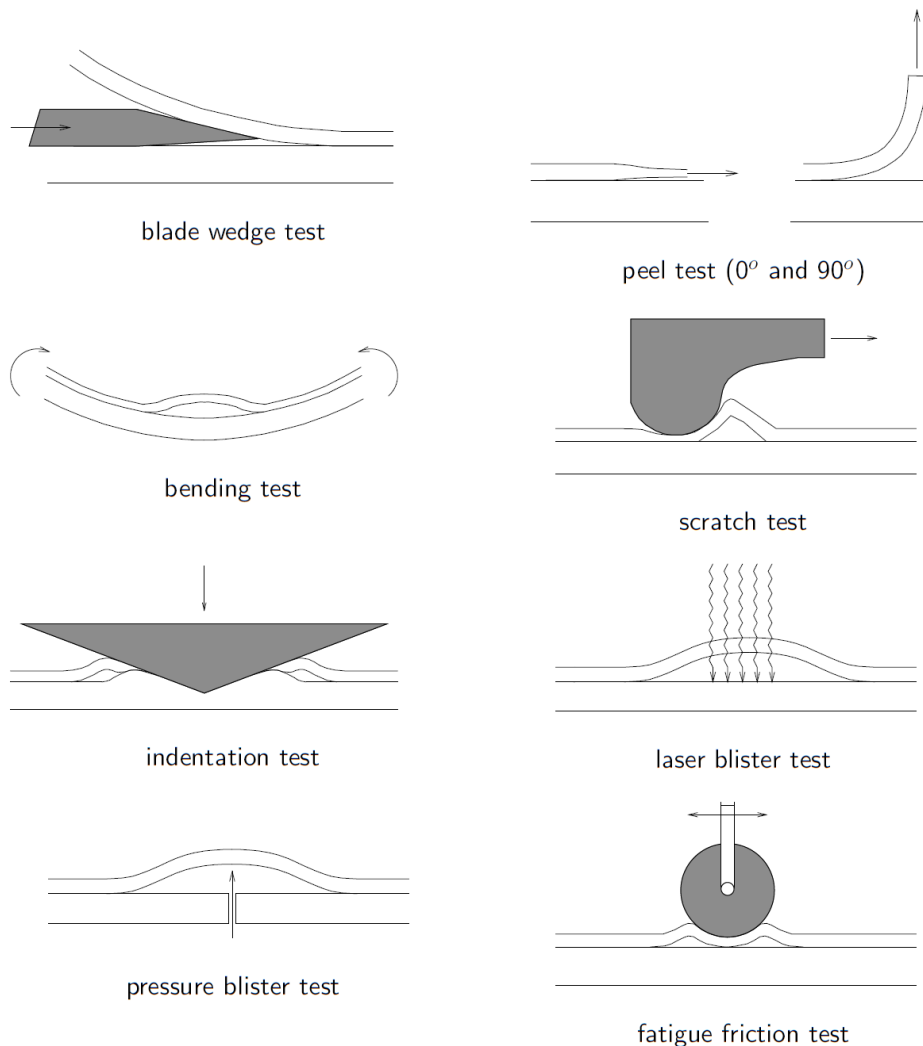 blade wedge test
peel test (0° and 90°)
bending test
scratch test
indentation test
laser blister test
pressure blister test
fatigue friction test